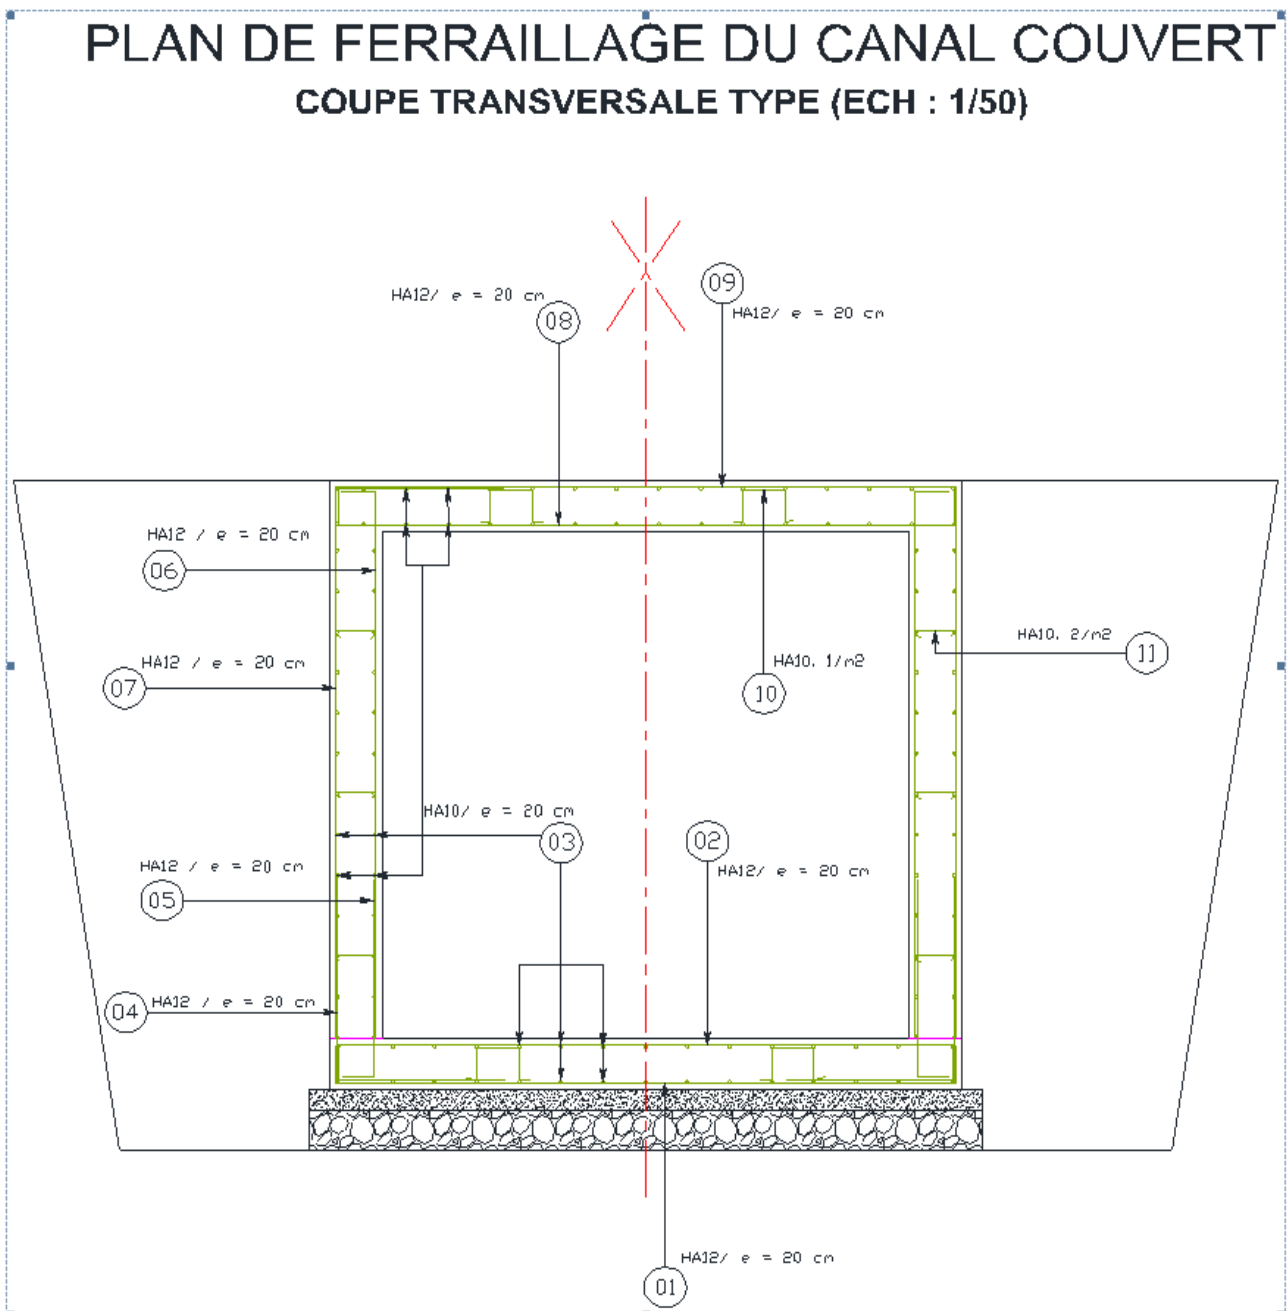 PLAN DE FERRAILLAGE DU CANAL COUVERT
COUPE TRANSVERSALE TYPE (ECH : 1/50)
09
HA12/ e = 20 cm
08
HA12/ e = 20 cm
HA12 / e = 20 cm
06
HA10. 2/m2
11
HA12 / e = 20 cm
07
HA10. 1/m2
10
HA10/ e = 20 cm
03
02
HA12/ e = 20 cm
HA12 / e = 20 cm
05
04
HA12 / e = 20 cm
HA12/ e = 20 cm
01